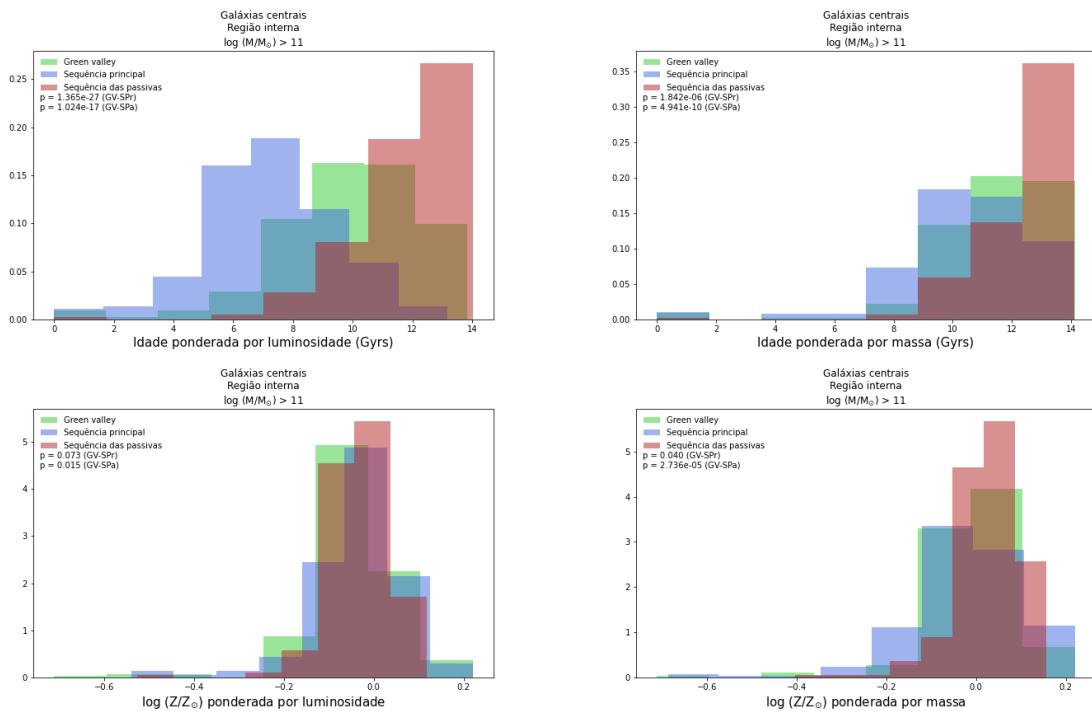 Galáxias centrais
Região interna
log (M/M☉) > 11
Green valley
Sequência principal
Sequência das passivas
p = 1.365e-27 (GV-SPr)
p = 1.024e-17 (GV-SPa)
0.25
0.20
0.15
0.10
0.05
0.00
0 2 4 6 8 10 12 14
Idade ponderada por luminosidade (Gyrs)
Galáxias centrais
Região interna
log (M/M☉) > 11
Green valley
Sequência principal
Sequência das passivas
p = 1.842e-06 (GV-SPr)
p = 4.941e-10 (GV-SPa)
0.35
0.30
0.25
0.20
0.15
0.10
0.05
0.00
0 2 4 6 8 10 12 14
Idade ponderada por massa (Gyrs)
Galáxias centrais
Região interna
log (M/M☉) > 11
Green valley
Sequência principal
Sequência das passivas
p = 0.073 (GV-SPr)
p = 0.015 (GV-SPa)
5
4
3
2
1
0
−0.6 −0.4 −0.2 0.0 0.2
log (Z/Z☉) ponderada por luminosidade
Galáxias centrais
Região interna
log (M/M☉) > 11
Green valley
Sequência principal
Sequência das passivas
p = 0.040 (GV-SPr)
p = 2.736e-05 (GV-SPa)
5
4
3
2
1
0
−0.6 −0.4 −0.2 0.0 0.2
log (Z/Z☉) ponderada por massa